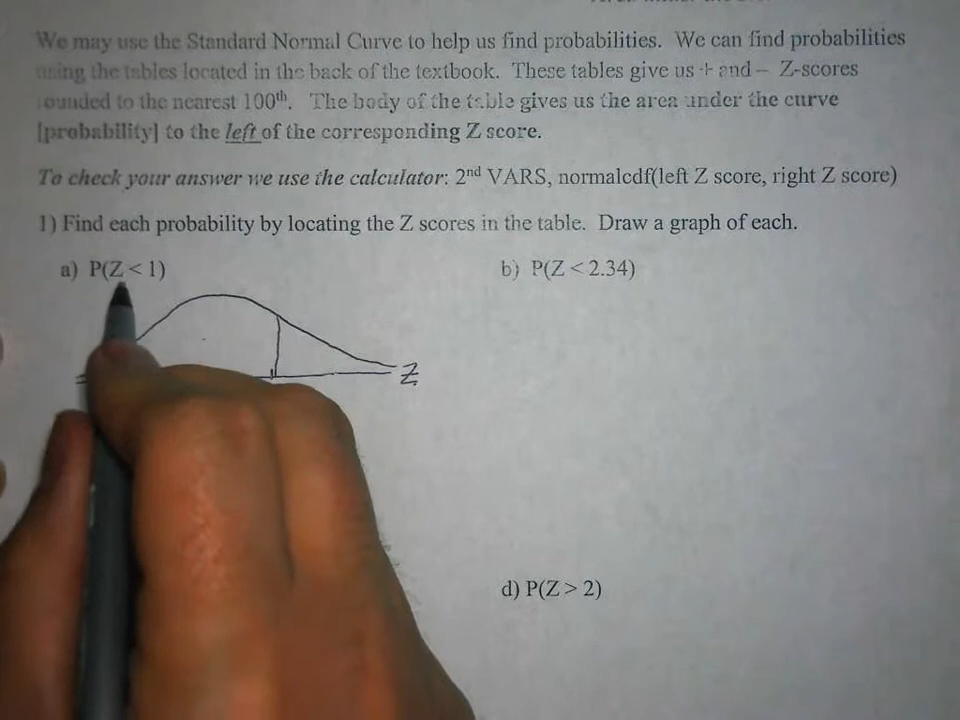 We may use the Standard Normal Curve to help us find probabilities. We can find probabilities
using the tables located in the back of the textbook. These tables give us + and – Z-scores
rounded to the nearest 100th. The body of the table gives us the area under the curve
[probability] to the left of the corresponding Z score.
To check your answer we use the calculator: 2nd VARS, normalcdf(left Z score, right Z score)
1) Find each probability by locating the Z scores in the table. Draw a graph of each.
a) P(Z < 1)
b) P(Z < 2.34)
Z
d) P(Z > 2)